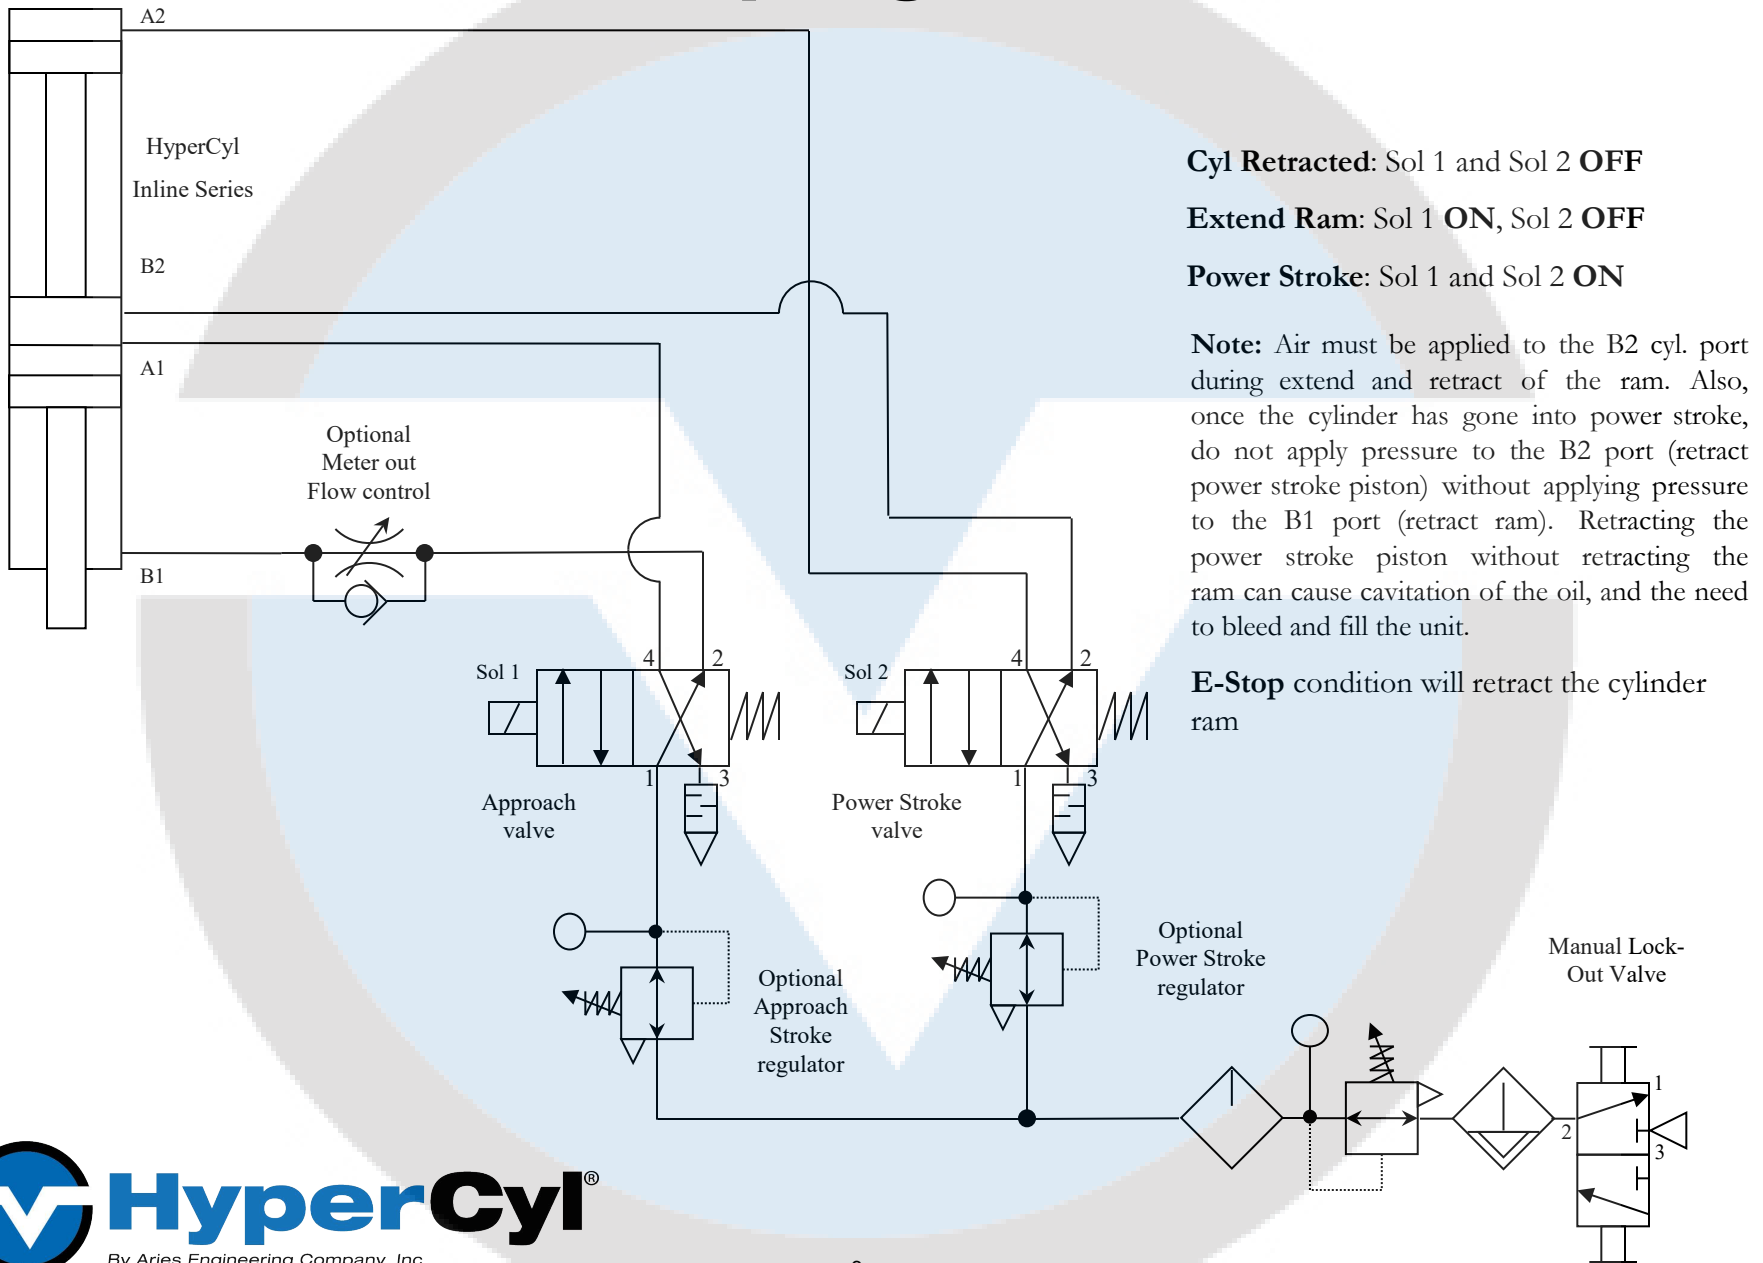 A2
HyperCyl
Inline Series
B2
A1
Optional
Meter out
Flow control
B1
Cyl Retracted: Sol 1 and Sol 2 OFF
Extend Ram: Sol 1 ON, Sol 2 OFF
Power Stroke: Sol 1 and Sol 2 ON
Note: Air must be applied to the B2 cyl. port
during extend and retract of the ram. Also,
once the cylinder has gone into power stroke,
do not apply pressure to the B2 port (retract
power stroke piston) without applying pressure
to the B1 port (retract ram). Retracting the
power stroke piston without retracting the
ram can cause cavitation of the oil, and the need
to bleed and fill the unit.
E-Stop condition will retract the cylinder
ram
Sol 1
4
2
1
3
Approach
valve
Sol 2
4
2
1
3
Power Stroke
valve
Optional
Approach
Stroke
regulator
Optional
Power Stroke
regulator
Manual Lock-
Out Valve
1
2
3
HyperCyl®
By Aries Engineering Company, Inc